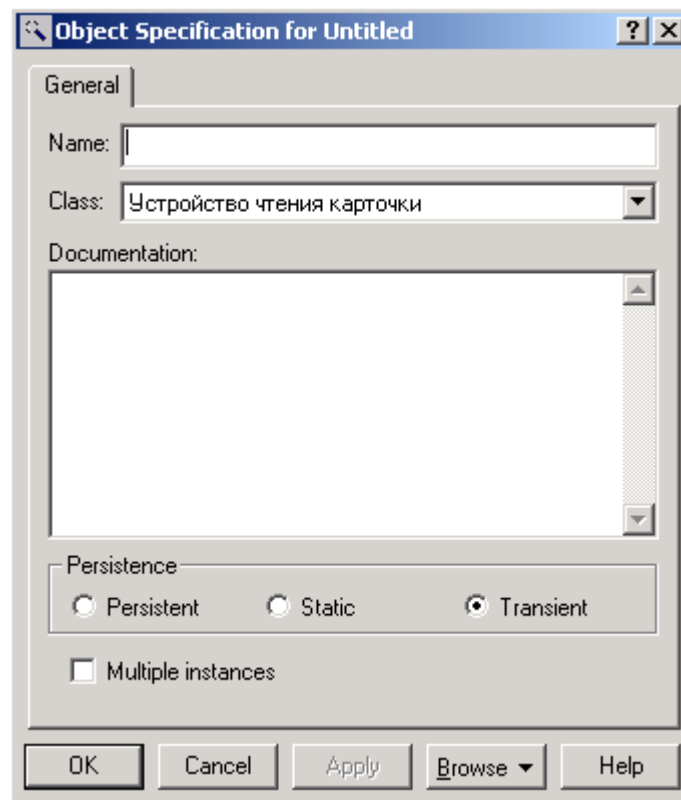 Object Specification for Untitled
General
Name:
Class: Устройство чтения карточки
Documentation:
Persistence
Persistent Static Transient
Multiple instances
OK Cancel Apply Browse Help